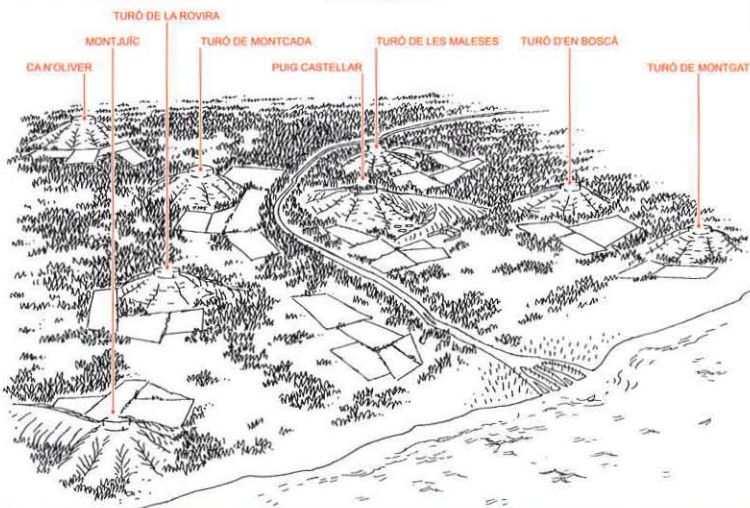 TURÓ DE LA ROVIRA
MONTJUÏC
TURÓ DE MONTCADA
TURÓ DE LES MALESES
TURÓ D'EN BOSCÀ
CA N'OLIVER
PUIG CASTELLAR
TURÓ DE MONTGAT